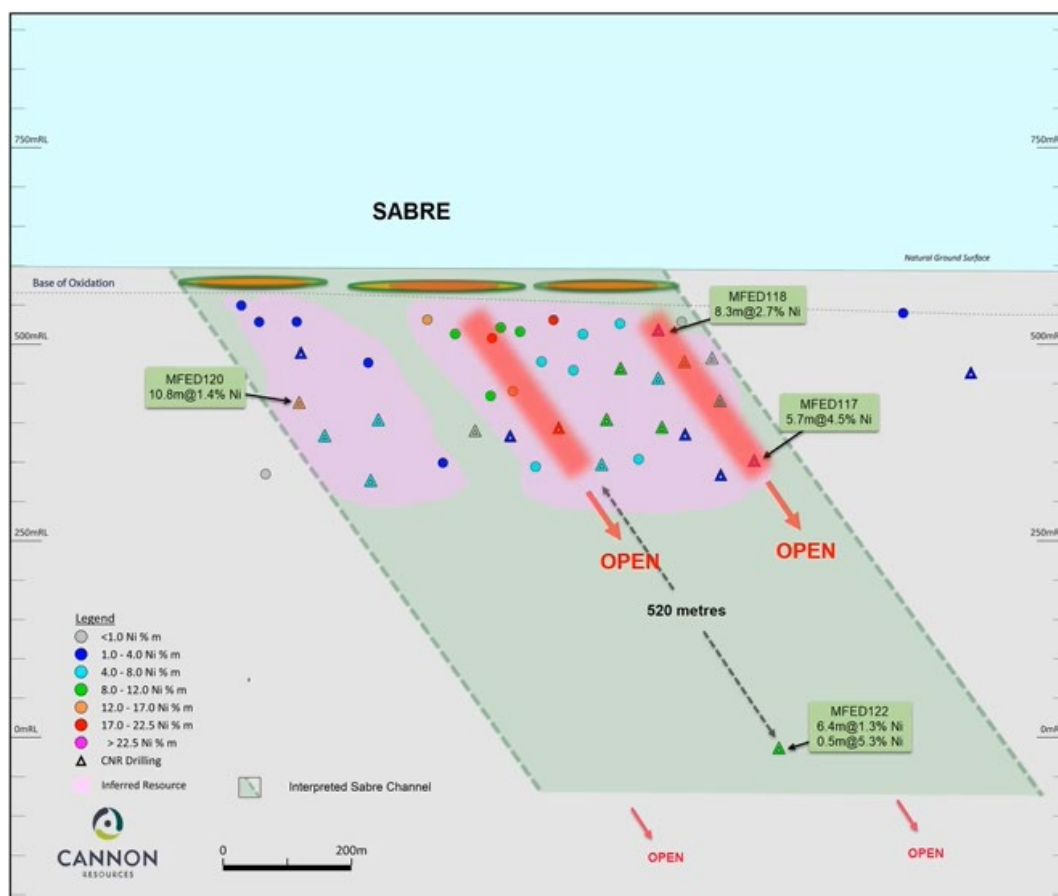 750mRL
750mRL
SABRE
Natural Ground Surface
Base of Oxidation
MFED118
8.3m@2.7% Ni
500mRL
500mRL
MFED120
10.8m@1.4% Ni
MFED117
5.7m@4.5% Ni
250mRL
250mRL
OPEN
OPEN
520 metres
Legend
<1.0 Ni % m
1.0 - 4.0 Ni % m
4.0 - 8.0 Ni % m
8.0 - 12.0 Ni % m
12.0 - 17.0 Ni % m
17.0 - 22.5 Ni % m
> 22.5 Ni % m
CNR Drilling
Inferred Resource
Interpreted Sabre Channel
0mRL
0mRL
MFED122
6.4m@1.3% Ni
0.5m@5.3% Ni
CANNON
RESOURCES
0
200m
OPEN
OPEN